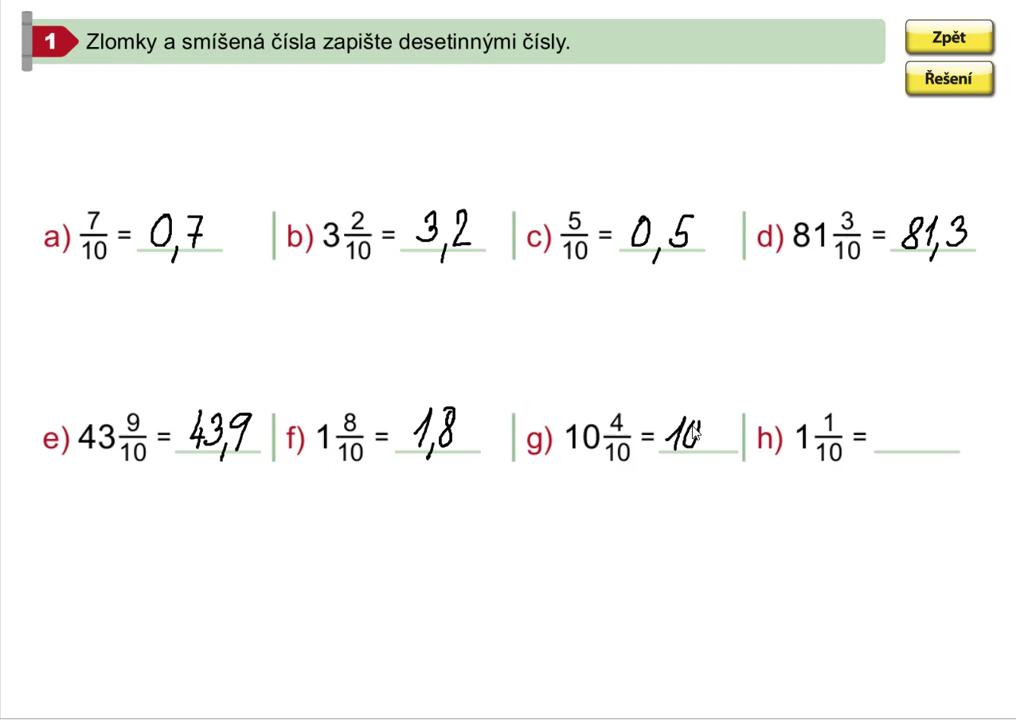 1 Zlomky a smíšená čísla zapište desetinnými čísly.
Zpět
Řešení
a) 7/10 = 0,7 b) 3 2/10 = 3,2 c) 5/10 = 0,5 d) 81 3/10 = 81,3
e) 43 9/10 = 43,9 f) 1 8/10 = 1,8 g) 10 4/10 = 10 h) 1 1/10 =